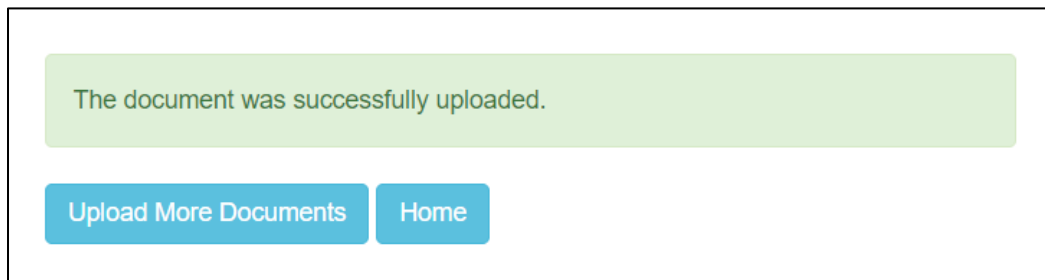 The document was successfully uploaded.
Upload More Documents Home